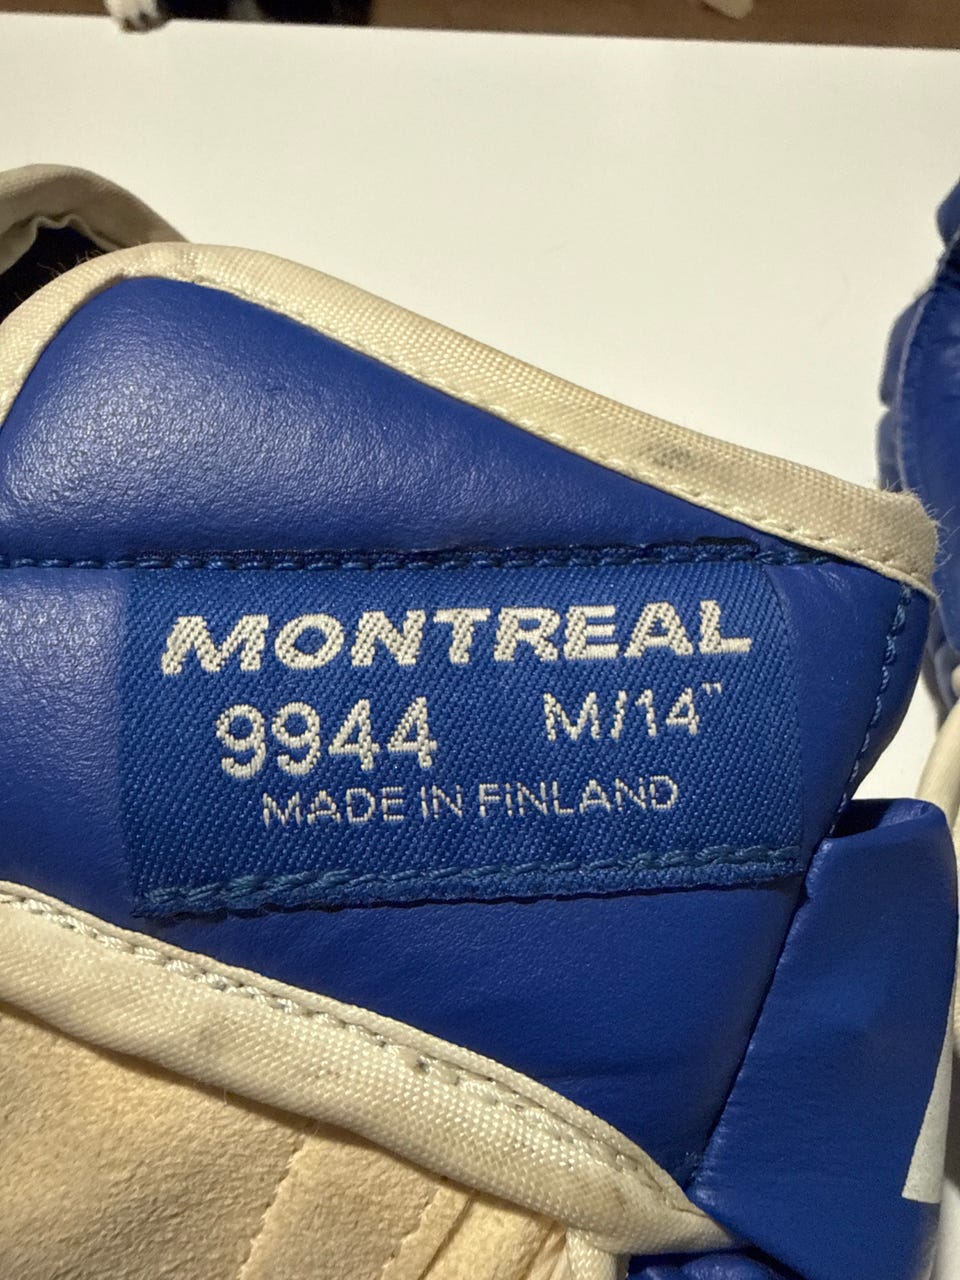 MONTREAL
9944 M/14"
MADE IN FINLAND